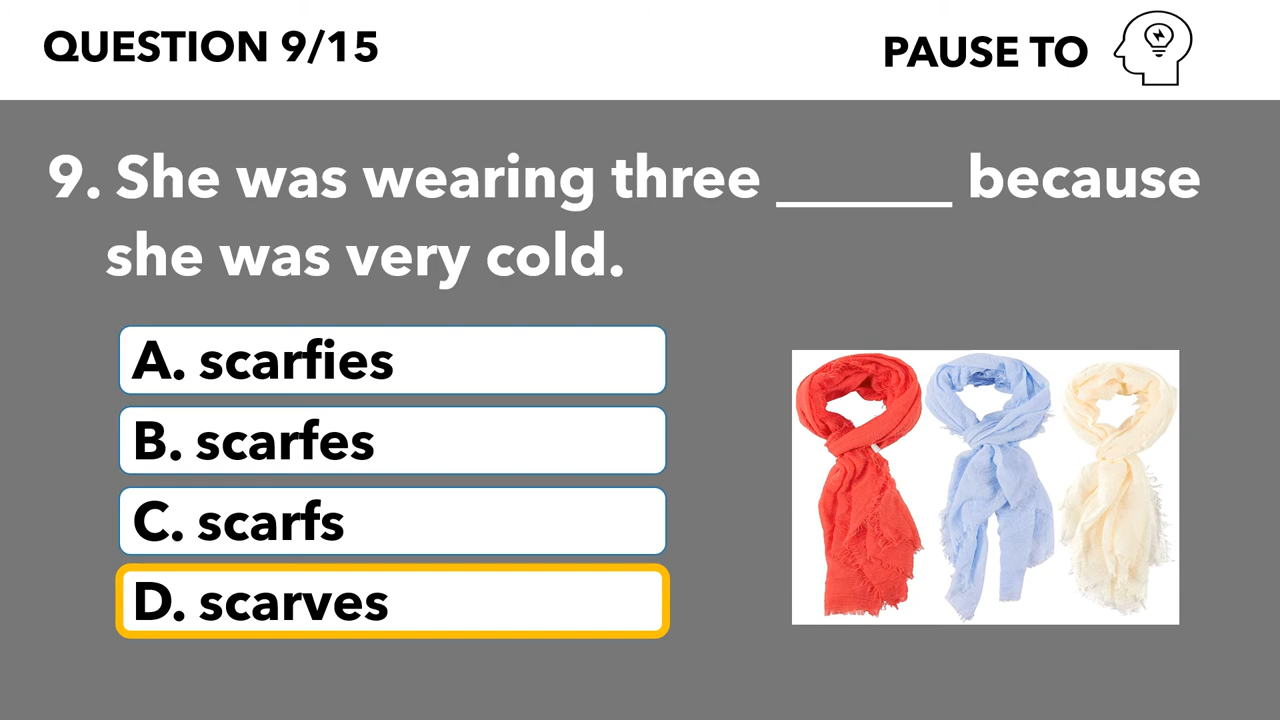 QUESTION 9/15
PAUSE TO
9. She was wearing three ______ because
she was very cold.
A. scarfies
B. scarfes
C. scarfs
D. scarves